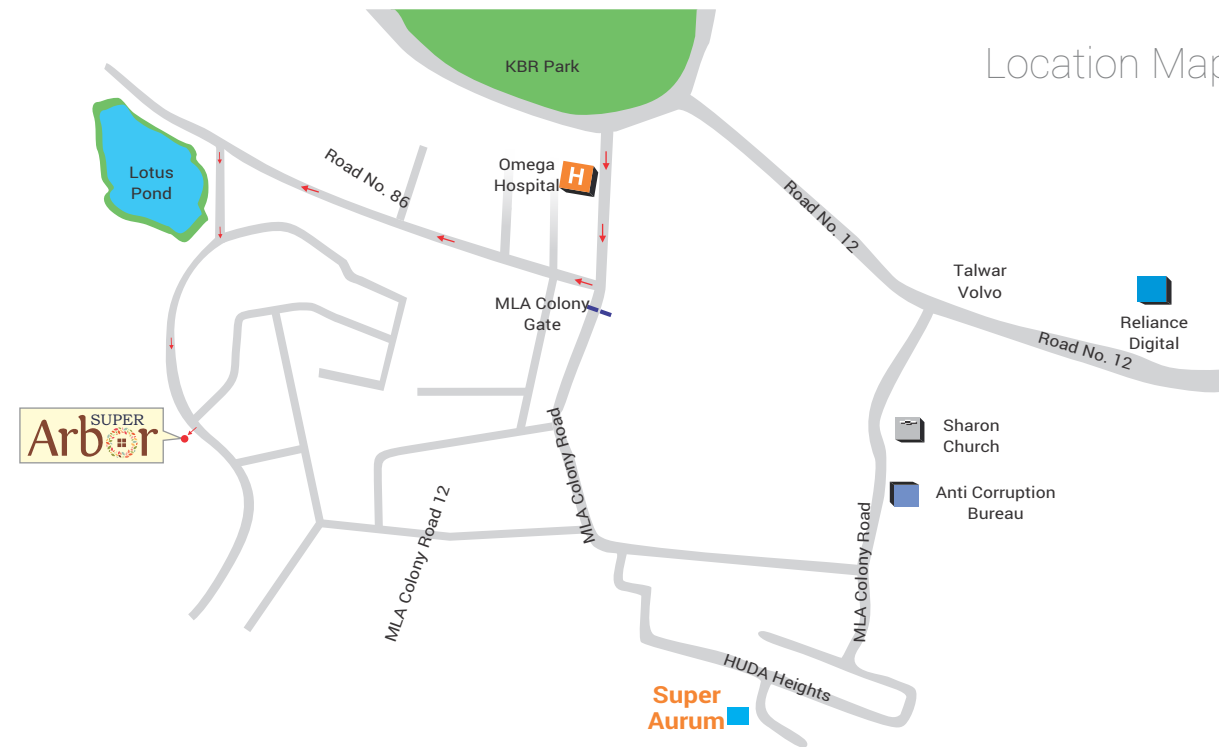 Location Map
KBR Park
Omega
Hospital
H
Lotus
Pond
Road No. 86
Road No. 12
Talwar
Volvo
Reliance
Digital
Road No. 12
MLA Colony
Gate
SUPER
Arbor
MLA Colony Road
Sharon
Church
Anti Corruption
Bureau
MLA Colony Road 12
MLA Colony Road
HUDA Heights
Super
Aurum